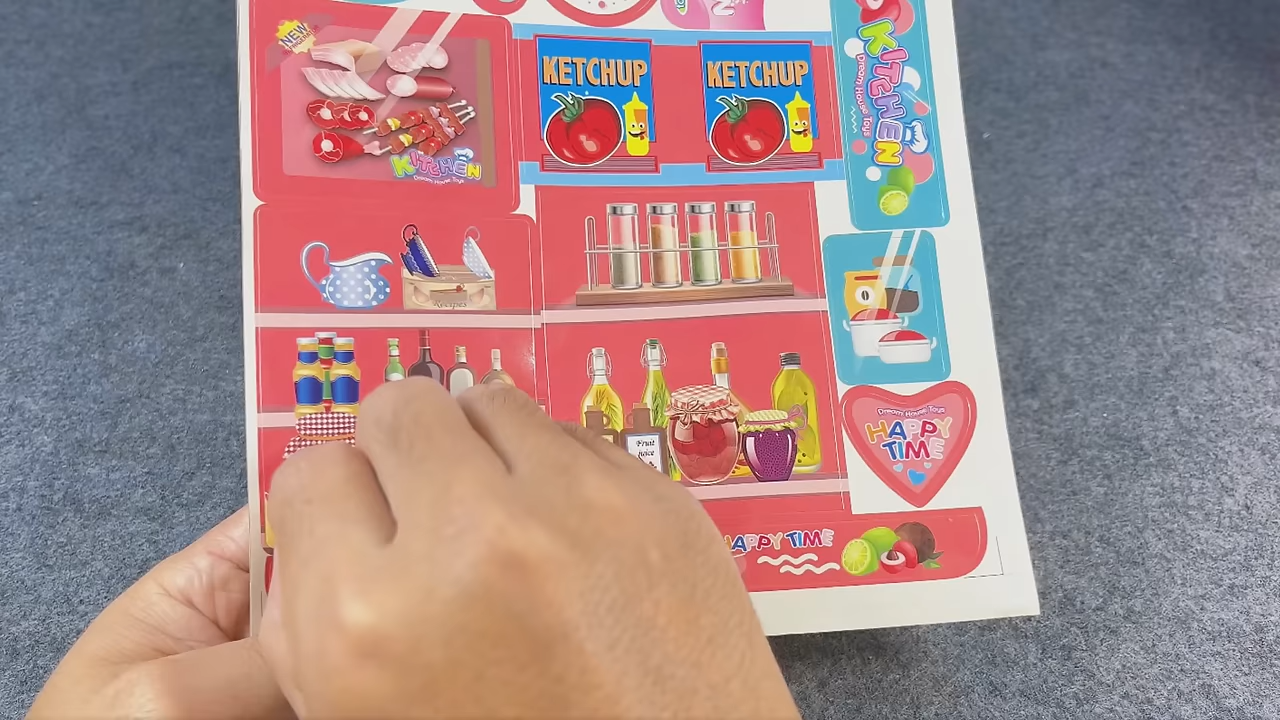 NEW
KITCHEN
Dream House Toys
KETCHUP
KETCHUP
KITCHEN
Dream House Toys
Recipes
Fruit
juice
Dream House Toys
HAPPY
TIME
HAPPY TIME